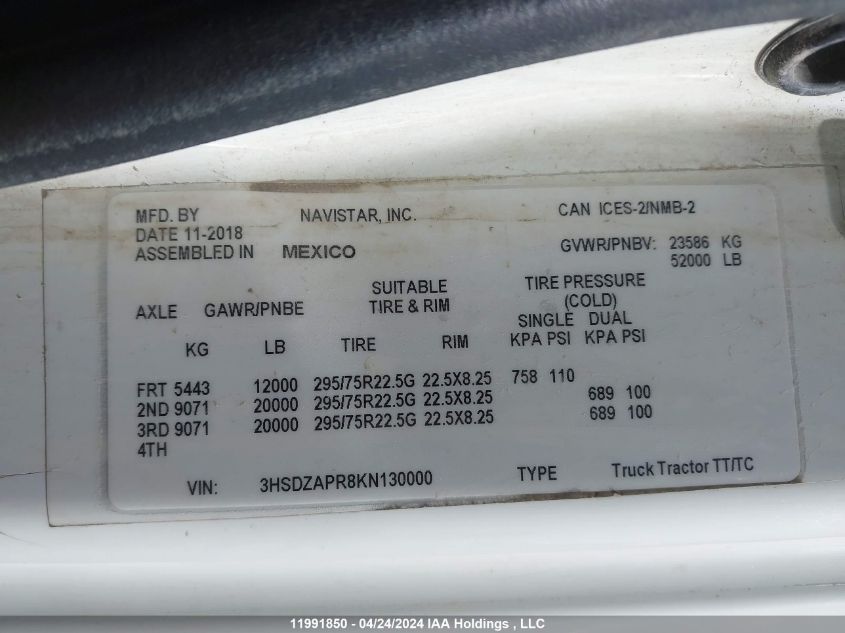 MFD. BY NAVISTAR, INC. CAN ICES-2/NMB-2
DATE 11-2018
ASSEMBLED IN MEXICO GVWR/PNBV: 23586 KG
52000 LB
SUITABLE TIRE PRESSURE
AXLE GAWR/PNBE TIRE & RIM (COLD)
SINGLE DUAL
KG LB TIRE RIM KPA PSI KPA PSI
FRT 5443 12000 295/75R22.5G 22.5X8.25 758 110
2ND 9071 20000 295/75R22.5G 22.5X8.25 689 100
3RD 9071 20000 295/75R22.5G 22.5X8.25 689 100
4TH
VIN: 3HSDZAPR8KN130000 TYPE Truck Tractor TT/TC
11991850 - 04/24/2024 IAA Holdings , LLC